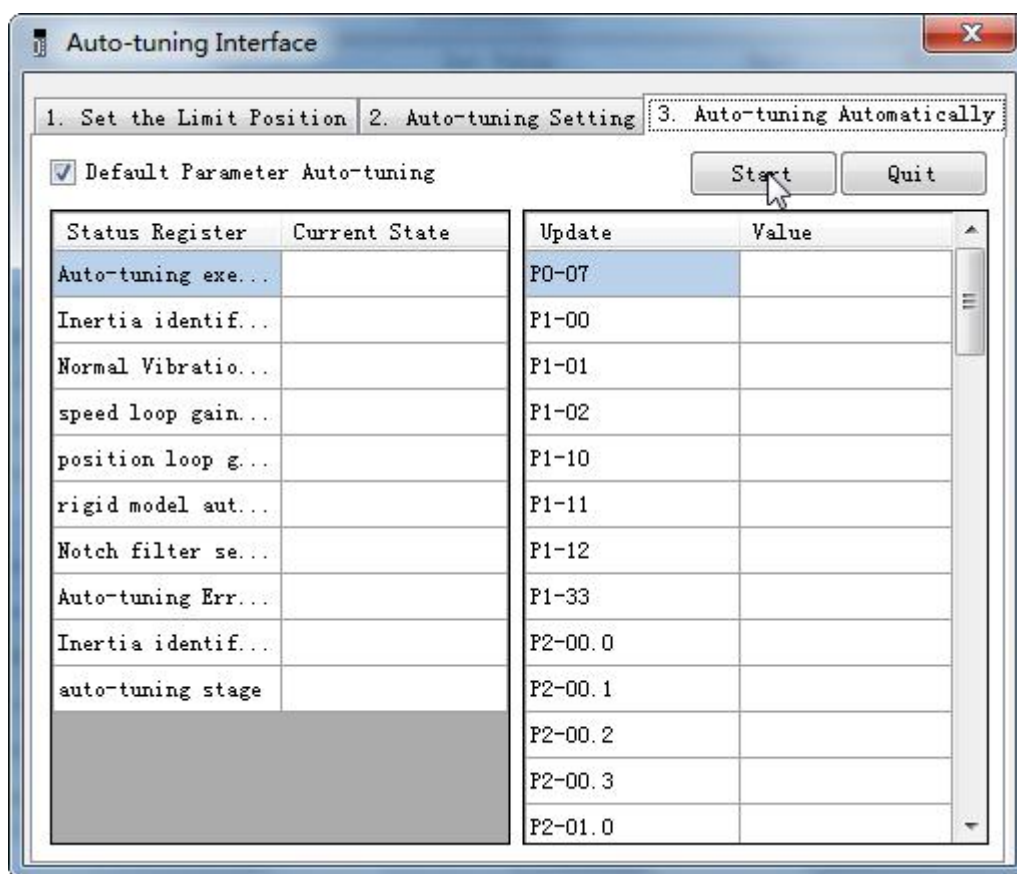 Auto-tuning Interface
1. Set the Limit Position 2. Auto-tuning Setting 3. Auto-tuning Automatically
Default Parameter Auto-tuning Start Quit
Status Register Current State Update Value
Auto-tuning exe... P0-07
Inertia identif... P1-00
Normal Vibratio... P1-01
speed loop gain... P1-02
position loop g... P1-10
rigid model aut... P1-11
Notch filter se... P1-12
Auto-tuning Err... P1-33
Inertia identif... P2-00.0
auto-tuning stage P2-00.1
P2-00.2
P2-00.3
P2-01.0